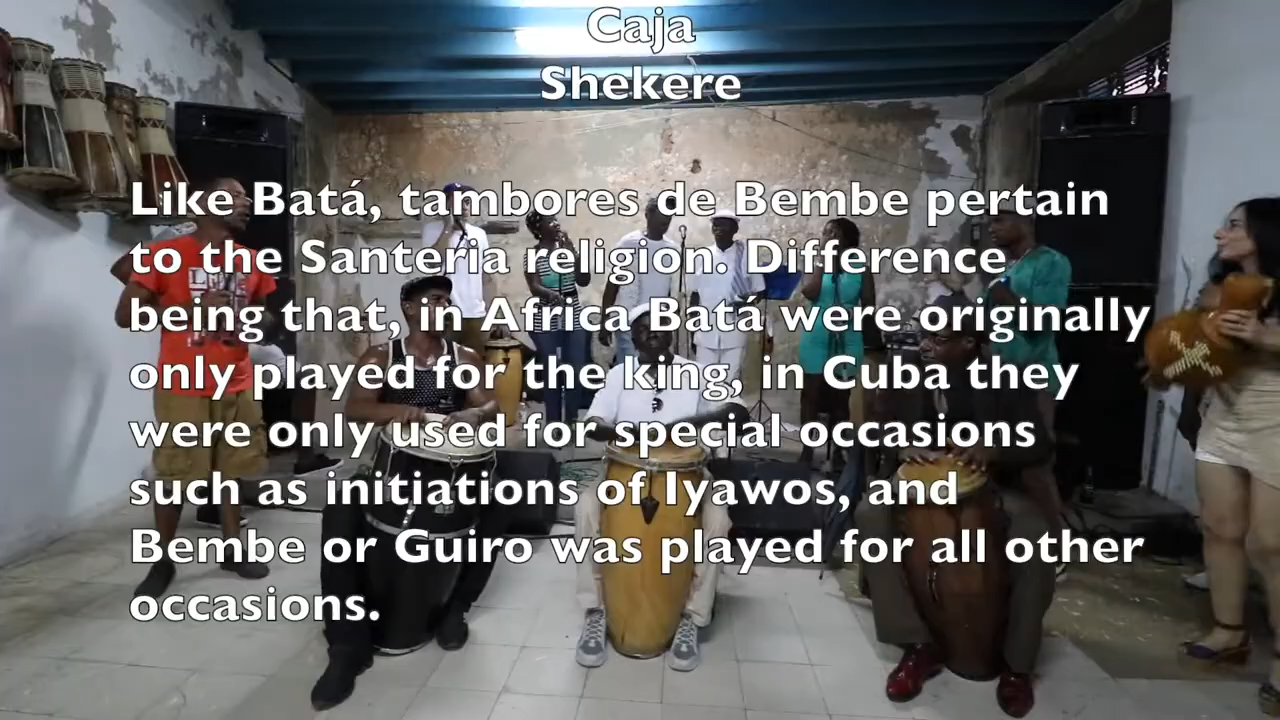 Caja
Shekere
Like Batá, tambores de Bembe pertain
to the Santeria religion. Difference
being that, in Africa Batá were originally
only played for the king, in Cuba they
were only used for special occasions
such as initiations of Iyawos, and
Bembe or Guiro was played for all other
occasions.